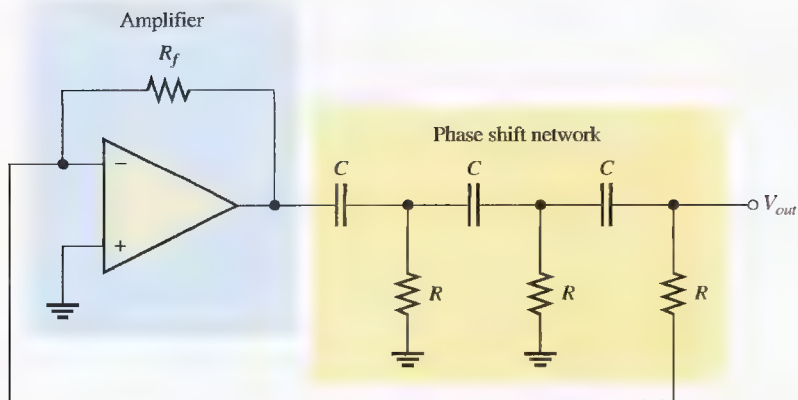 Amplifier
R_f
Phase shift network
C
C
C
−
+
V_out
R
R
R